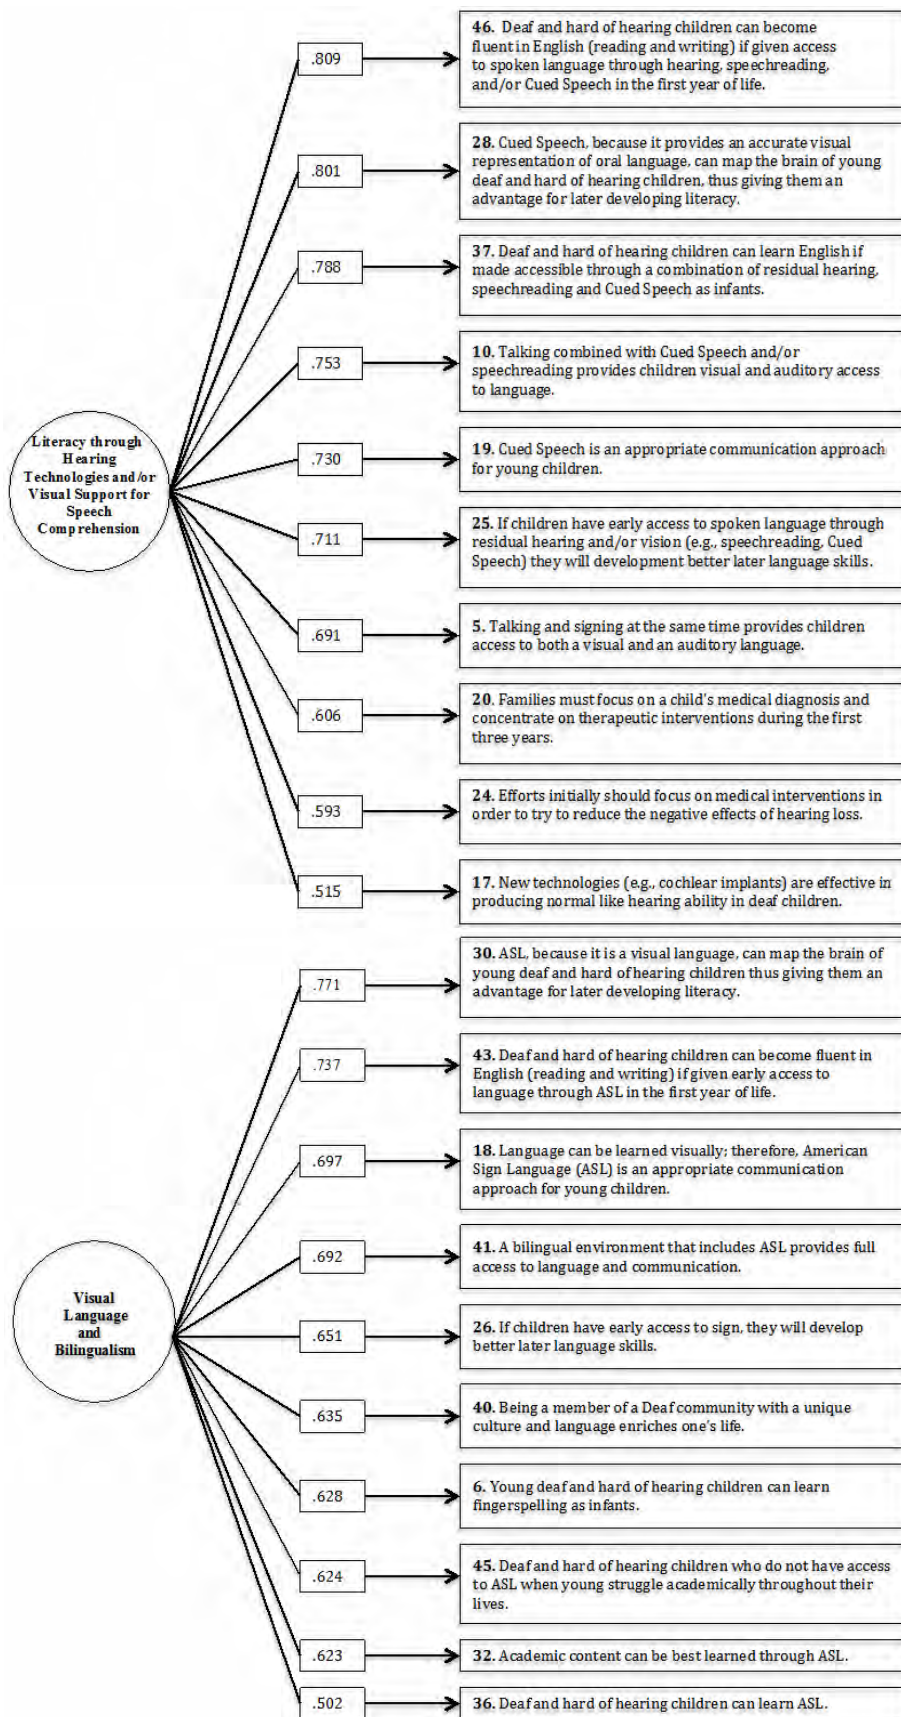 46. Deaf and hard of hearing children can become
fluent in English (reading and writing) if given access
to spoken language through hearing, speechreading,
and/or Cued Speech in the first year of life.
.809
28. Cued Speech, because it provides an accurate visual
representation of oral language, can map the brain of young
deaf and hard of hearing children, thus giving them an
advantage for later developing literacy.
.801
37. Deaf and hard of hearing children can learn English if
made accessible through a combination of residual hearing,
speechreading and Cued Speech as infants.
.788
10. Talking combined with Cued Speech and/or
speechreading provides children visual and auditory access
to language.
.753
Literacy through
Hearing
Technologies and/or
Visual Support for
Speech
Comprehension
19. Cued Speech is an appropriate communication approach
for young children.
.730
25. If children have early access to spoken language through
residual hearing and/or vision (e.g., speechreading, Cued
Speech) they will development better later language skills.
.711
5. Talking and signing at the same time provides children
access to both a visual and an auditory language.
.691
20. Families must focus on a child's medical diagnosis and
concentrate on therapeutic interventions during the first
three years.
.606
24. Efforts initially should focus on medical interventions in
order to try to reduce the negative effects of hearing loss.
.593
17. New technologies (e.g., cochlear implants) are effective in
producing normal like hearing ability in deaf children.
.515
30. ASL, because it is a visual language, can map the brain of
young deaf and hard of hearing children thus giving them an
advantage for later developing literacy.
.771
43. Deaf and hard of hearing children can become fluent in
English (reading and writing) if given early access to
language through ASL in the first year of life.
.737
18. Language can be learned visually; therefore, American
Sign Language (ASL) is an appropriate communication
approach for young children.
.697
41. A bilingual environment that includes ASL provides full
access to language and communication.
.692
Visual
Language
and
Bilingualism
26. If children have early access to sign, they will develop
better later language skills.
.651
40. Being a member of a Deaf community with a unique
culture and language enriches one's life.
.635
6. Young deaf and hard of hearing children can learn
fingerspelling as infants.
.628
45. Deaf and hard of hearing children who do not have access
to ASL when young struggle academically throughout their
lives.
.624
32. Academic content can be best learned through ASL.
.623
36. Deaf and hard of hearing children can learn ASL.
.502